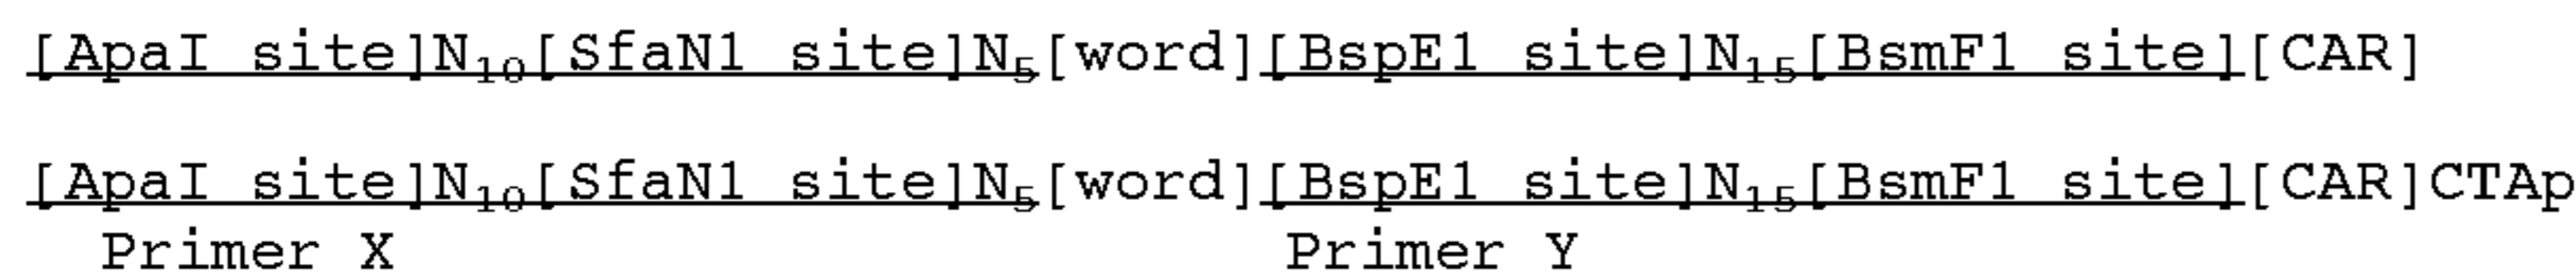 [ApaI site]N₁₀[SfaN1 site]N₅[word][BspE1 site]N₁₅[BsmF1 site][CAR]
[ApaI site]N₁₀[SfaN1 site]N₅[word][BspE1 site]N₁₅[BsmF1 site][CAR]CTAp
Primer X Primer Y